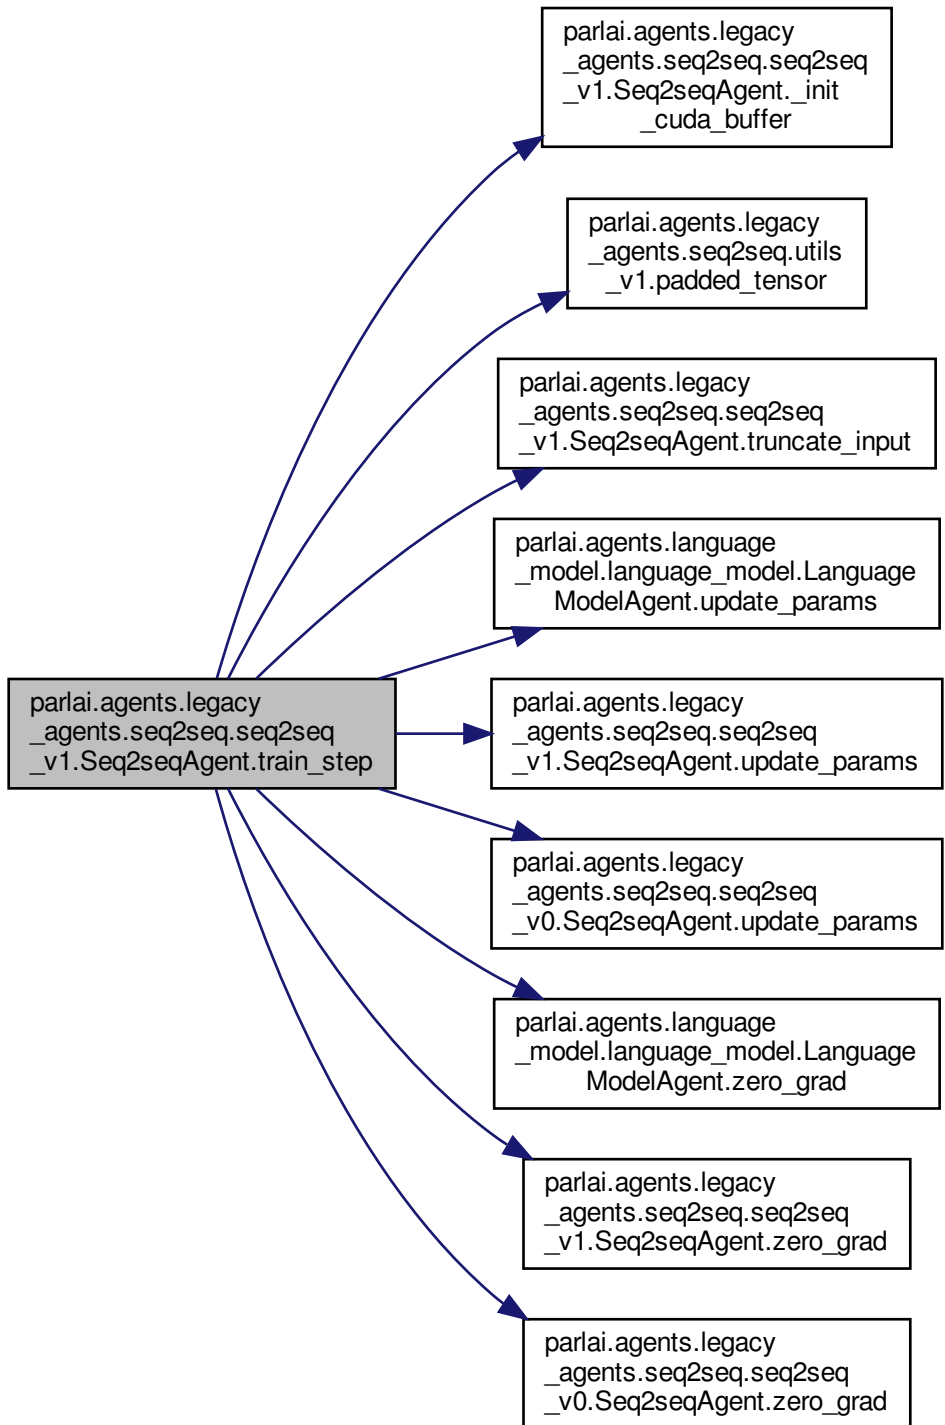 parlai.agents.legacy
_agents.seq2seq.seq2seq
_v1.Seq2seqAgent._init
_cuda_buffer
parlai.agents.legacy
_agents.seq2seq.utils
_v1.padded_tensor
parlai.agents.legacy
_agents.seq2seq.seq2seq
_v1.Seq2seqAgent.truncate_input
parlai.agents.language
_model.language_model.Language
ModelAgent.update_params
parlai.agents.legacy
_agents.seq2seq.seq2seq
_v1.Seq2seqAgent.train_step
parlai.agents.legacy
_agents.seq2seq.seq2seq
_v1.Seq2seqAgent.update_params
parlai.agents.legacy
_agents.seq2seq.seq2seq
_v0.Seq2seqAgent.update_params
parlai.agents.language
_model.language_model.Language
ModelAgent.zero_grad
parlai.agents.legacy
_agents.seq2seq.seq2seq
_v1.Seq2seqAgent.zero_grad
parlai.agents.legacy
_agents.seq2seq.seq2seq
_v0.Seq2seqAgent.zero_grad